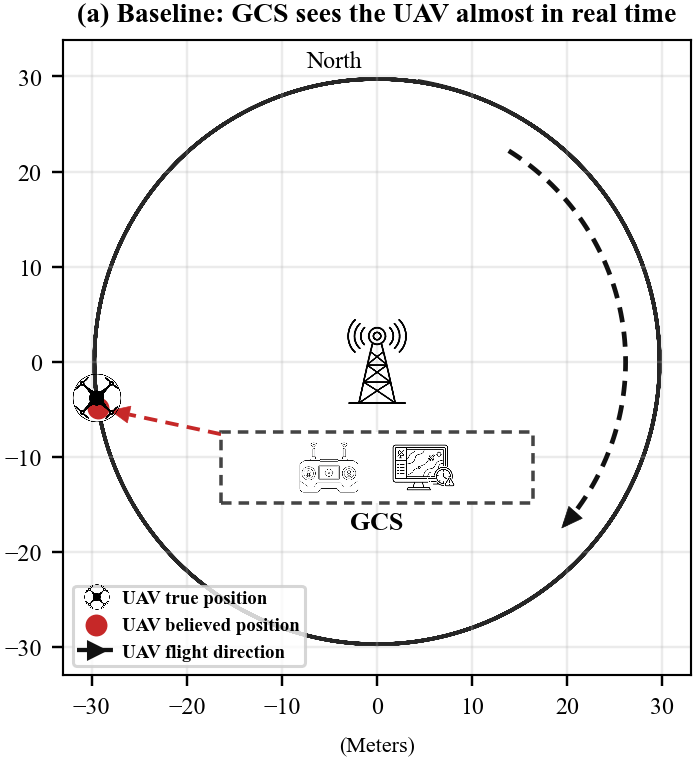 (a) Baseline: GCS sees the UAV almost in real time
North
30
20
10
0
−10
−20
−30
GCS
UAV true position
UAV believed position
UAV flight direction
−30 −20 −10 0 10 20 30
(Meters)